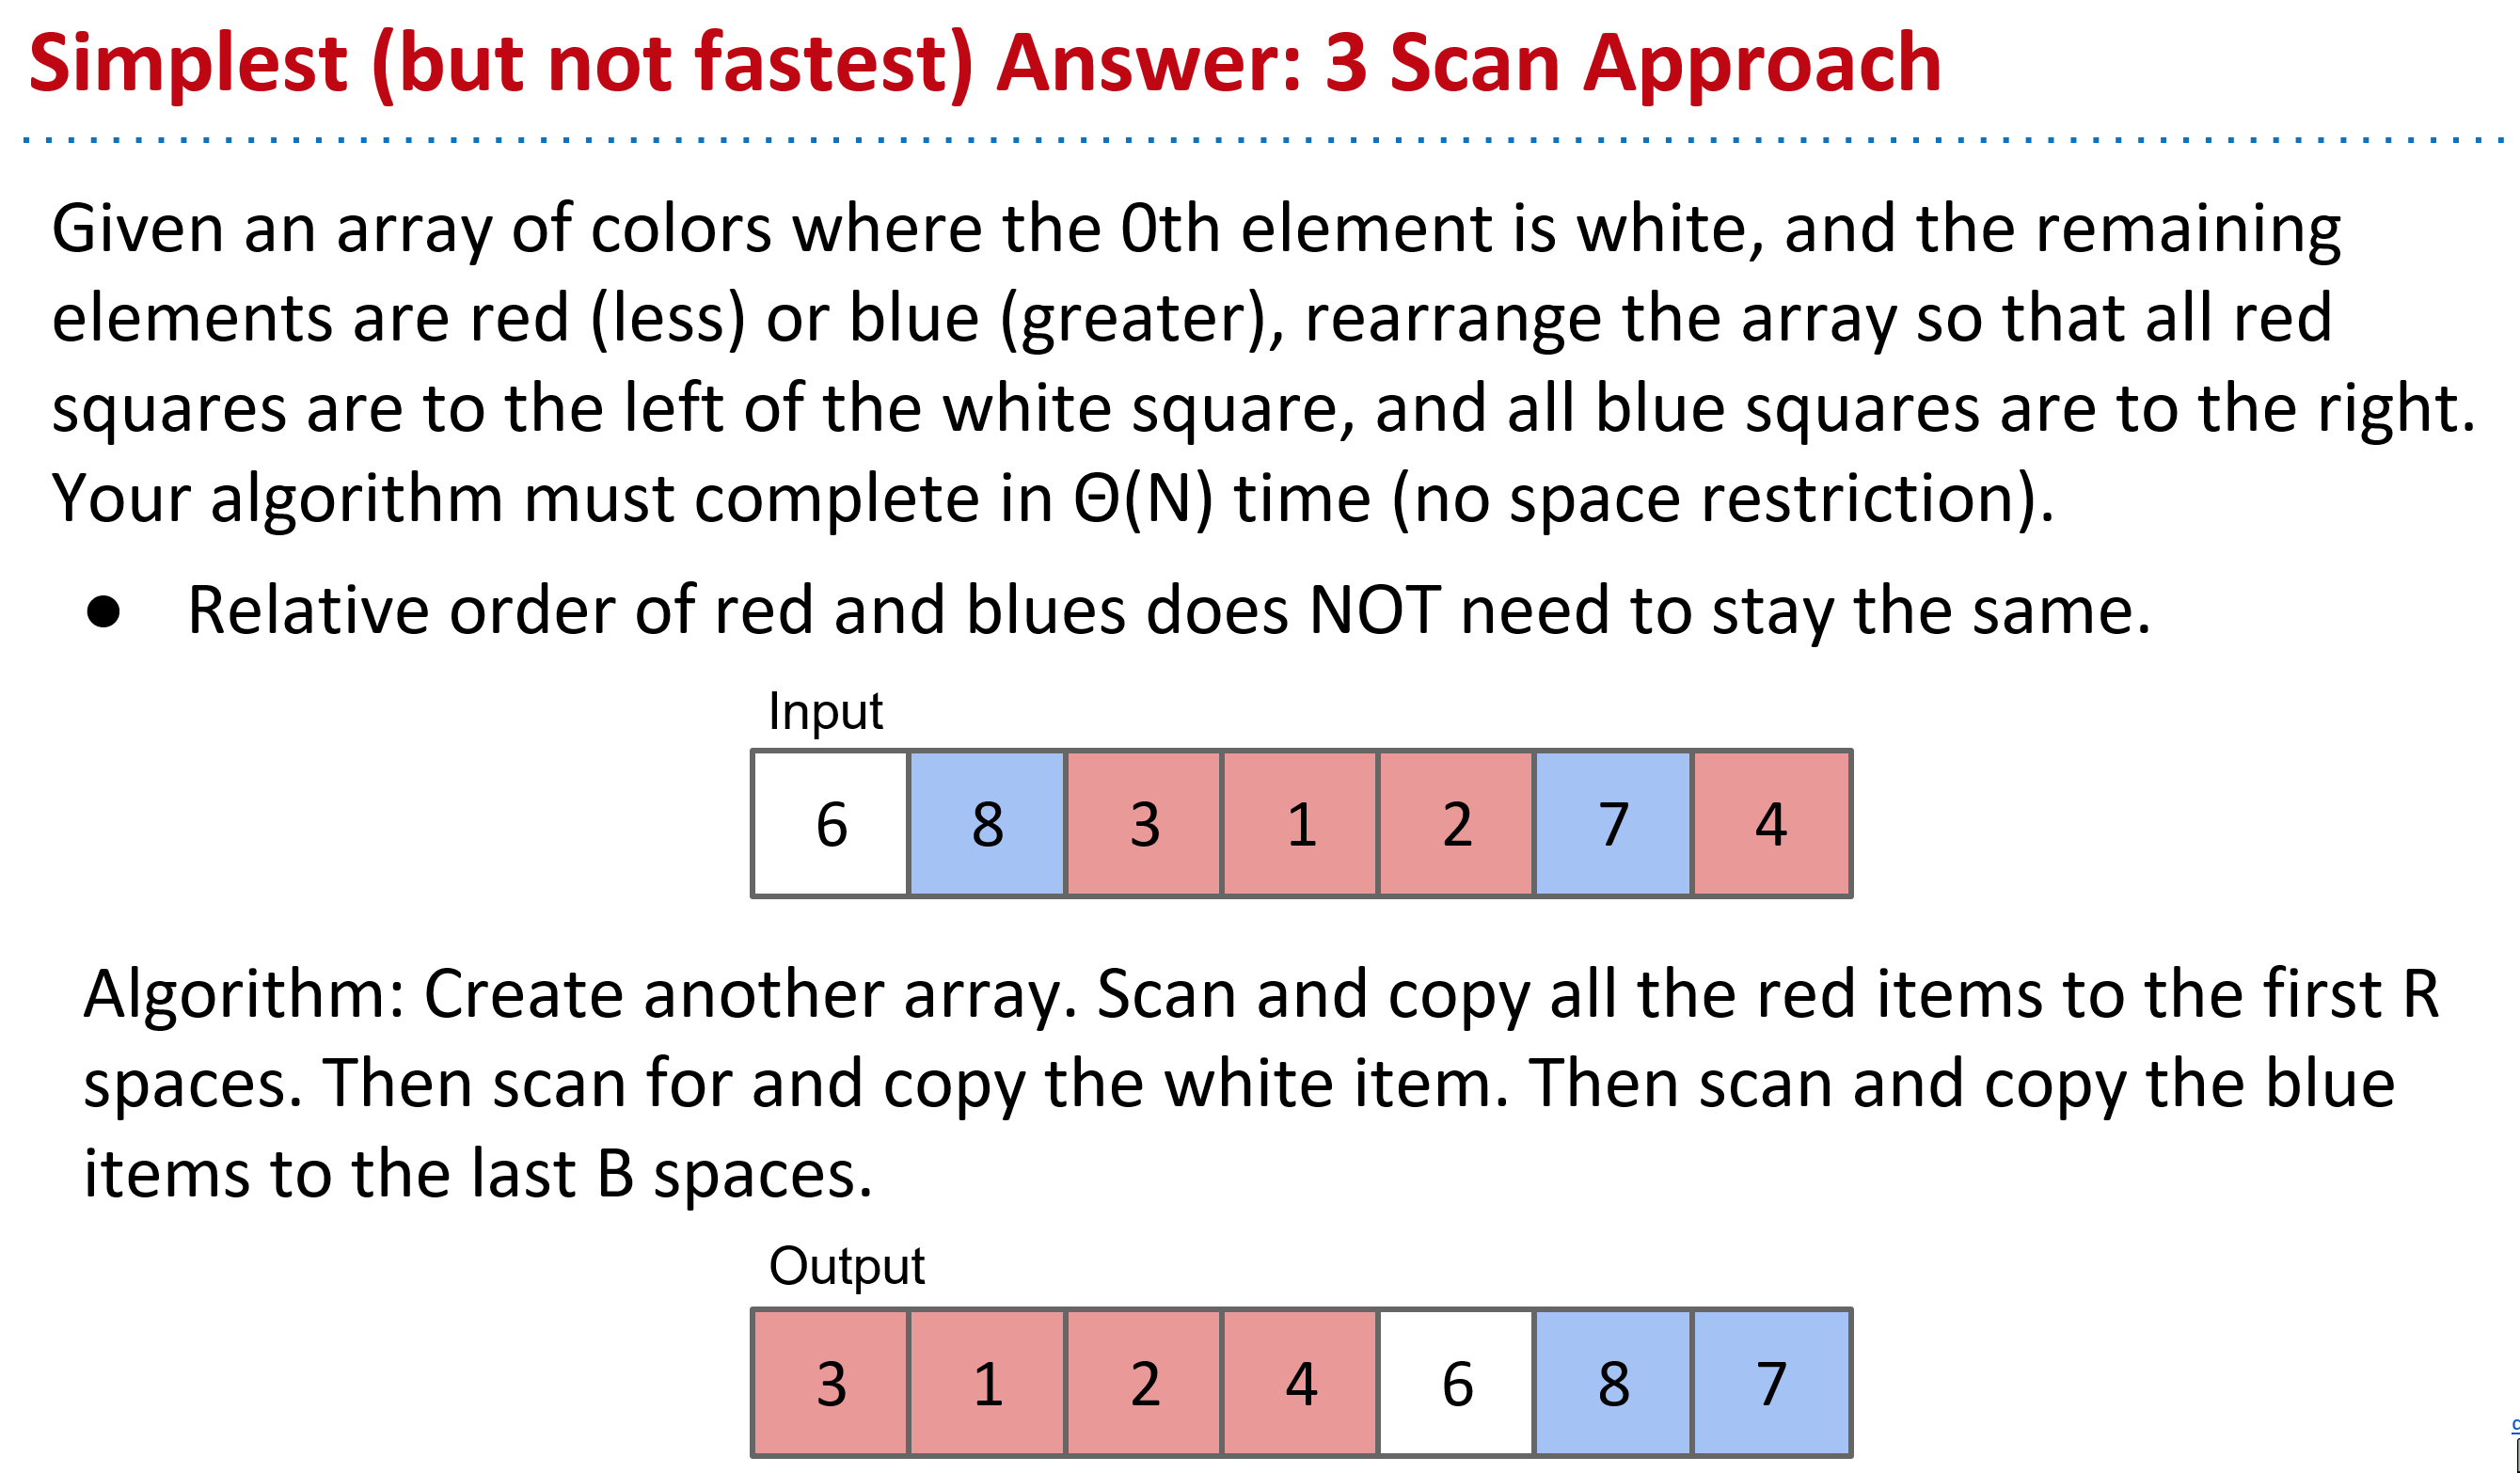 Simplest (but not fastest) Answer: 3 Scan Approach
Given an array of colors where the 0th element is white, and the remaining
elements are red (less) or blue (greater), rearrange the array so that all red
squares are to the left of the white square, and all blue squares are to the right.
Your algorithm must complete in Θ(N) time (no space restriction).
● Relative order of red and blues does NOT need to stay the same.
Input
6 8 3 1 2 7 4
Algorithm: Create another array. Scan and copy all the red items to the first R
spaces. Then scan for and copy the white item. Then scan and copy the blue
items to the last B spaces.
Output
3 1 2 4 6 8 7